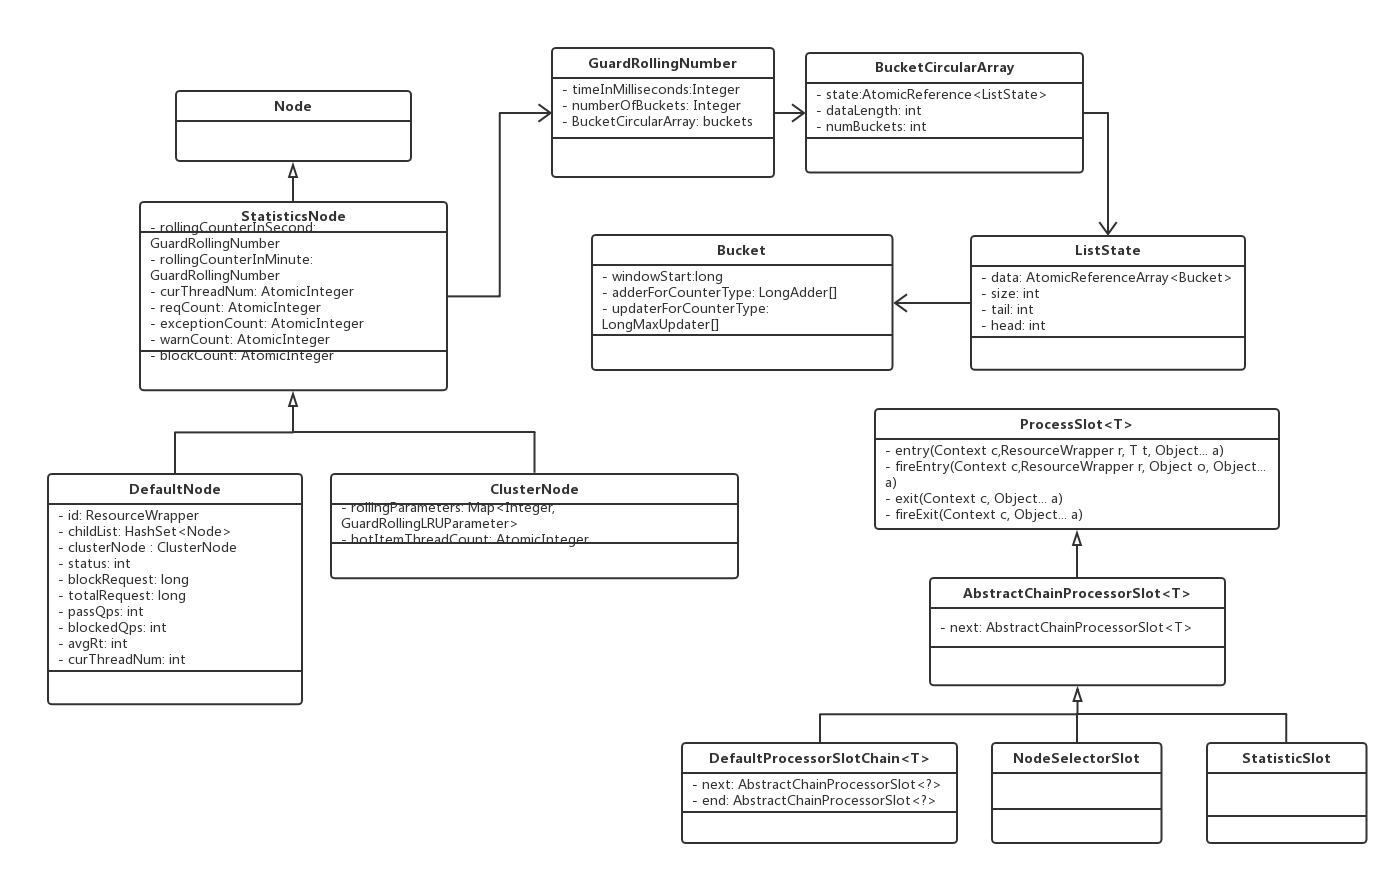 Node
StatisticsNode
- rollingCounterInSecond:
GuardRollingNumber
- rollingCounterInMinute:
GuardRollingNumber
- curThreadNum: AtomicInteger
- reqCount: AtomicInteger
- exceptionCount: AtomicInteger
- warnCount: AtomicInteger
- blockCount: AtomicInteger
GuardRollingNumber
- timeInMilliseconds:Integer
- numberOfBuckets: Integer
- BucketCircularArray: buckets
BucketCircularArray
- state:AtomicReference<ListState>
- dataLength: int
- numBuckets: int
Bucket
- windowStart:long
- adderForCounterType: LongAdder[]
- updaterForCounterType:
LongMaxUpdater[]
ListState
- data: AtomicReferenceArray<Bucket>
- size: int
- tail: int
- head: int
DefaultNode
- id: ResourceWrapper
- childList: HashSet<Node>
- clusterNode : ClusterNode
- status: int
- blockRequest: long
- totalRequest: long
- passQps: int
- blockedQps: int
- avgRt: int
- curThreadNum: int
ClusterNode
- rollingParameters: Map<Integer,
GuardRollingLRUParameter>
- hotItemThreadCount: AtomicInteger
ProcessSlot<T>
- entry(Context c,ResourceWrapper r, T t, Object... a)
- fireEntry(Context c,ResourceWrapper r, Object o, Object...
a)
- exit(Context c, Object... a)
- fireExit(Context c, Object... a)
AbstractChainProcessorSlot<T>
- next: AbstractChainProcessorSlot<T>
DefaultProcessorSlotChain<T>
- next: AbstractChainProcessorSlot<?>
- end: AbstractChainProcessorSlot<?>
NodeSelectorSlot
StatisticSlot